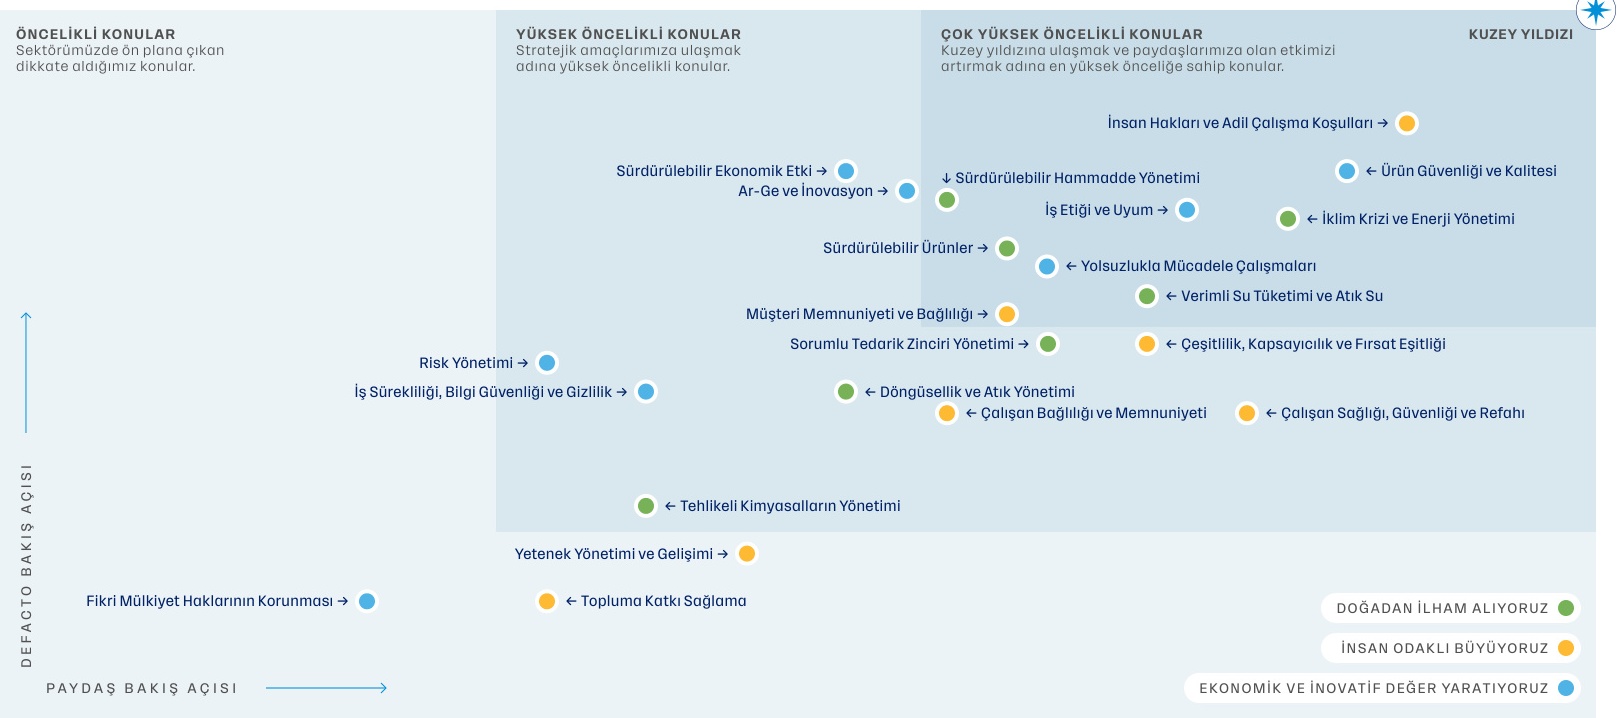 ÖNCELİKLİ KONULAR
Sektörümüzde ön plana çıkan
dikkate aldığımız konular.
YÜKSEK ÖNCELİKLİ KONULAR
Stratejik amaçlarımıza ulaşmak
adına yüksek öncelikli konular.
ÇOK YÜKSEK ÖNCELİKLİ KONULAR
Kuzey yıldızına ulaşmak ve paydaşlarımıza olan etkimizi
artırmak adına en yüksek önceliğe sahip konular.
KUZEY YILDIZI
İnsan Hakları ve Adil Çalışma Koşulları →
Sürdürülebilir Ekonomik Etki →
← Ürün Güvenliği ve Kalitesi
↓ Sürdürülebilir Hammadde Yönetimi
Ar-Ge ve İnovasyon →
İş Etiği ve Uyum →
← İklim Krizi ve Enerji Yönetimi
Sürdürülebilir Ürünler →
← Yolsuzlukla Mücadele Çalışmaları
← Verimli Su Tüketimi ve Atık Su
Müşteri Memnuniyeti ve Bağlılığı →
Sorumlu Tedarik Zinciri Yönetimi →
← Çeşitlilik, Kapsayıcılık ve Fırsat Eşitliği
Risk Yönetimi →
İş Sürekliliği, Bilgi Güvenliği ve Gizlilik →
← Döngüsellik ve Atık Yönetimi
← Çalışan Bağlılığı ve Memnuniyeti
← Çalışan Sağlığı, Güvenliği ve Refahı
← Tehlikeli Kimyasalların Yönetimi
Yetenek Yönetimi ve Gelişimi →
Fikri Mülkiyet Haklarının Korunması →
← Topluma Katkı Sağlama
DEFACTO BAKIŞ AÇISI
PAYDAŞ BAKIŞ AÇISI
DOĞADAN İLHAM ALIYORUZ
İNSAN ODAKLI BÜYÜYORUZ
EKONOMİK VE İNOVATİF DEĞER YARATIYORUZ